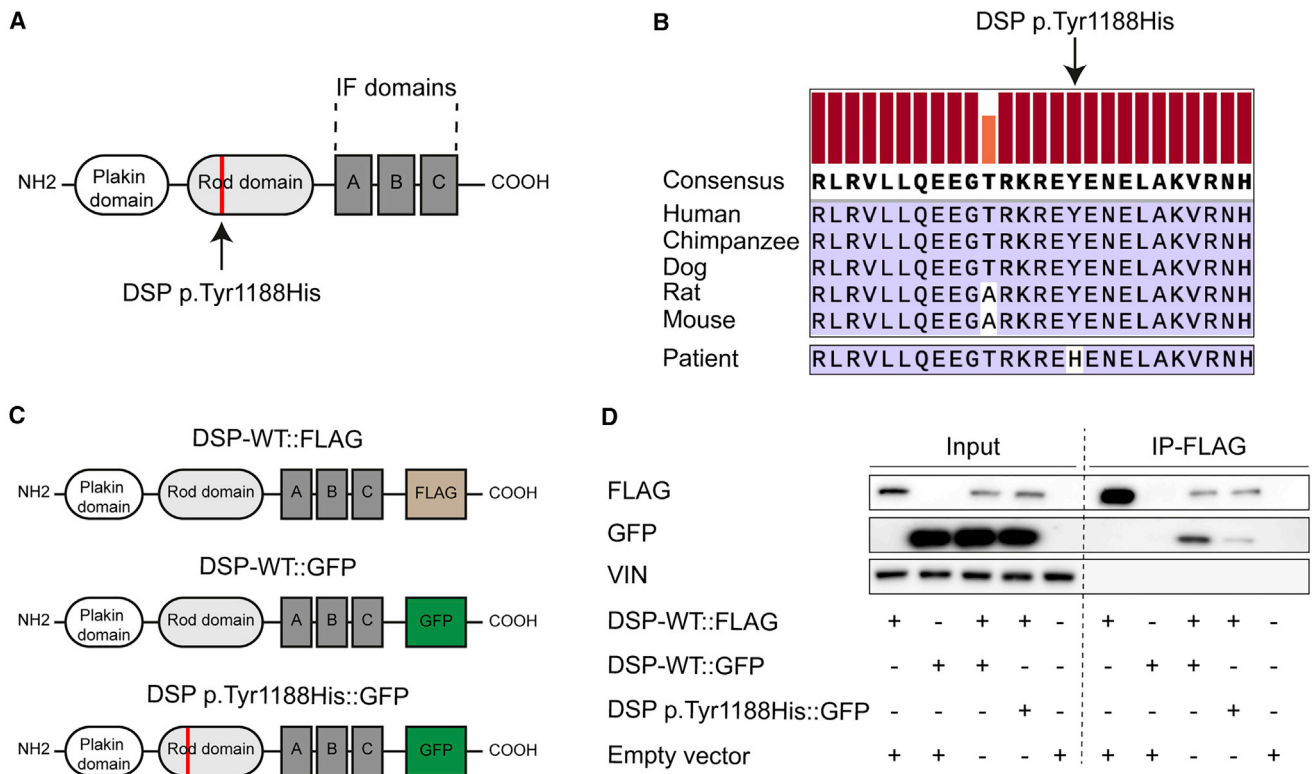 A
IF domains
NH2
Plakin
domain
Rod domain
A
B
C
COOH
DSP p.Tyr1188His
B
DSP p.Tyr1188His
Consensus RLRVLLQEEGTRKREYENELAKVRNH
Human RLRVLLQEEGTRKREYENELAKVRNH
Chimpanzee RLRVLLQEEGTRKREYENELAKVRNH
Dog RLRVLLQEEGTRKREYENELAKVRNH
Rat RLRVLLQEEGARKREYENELAKVRNH
Mouse RLRVLLQEEGARKREYENELAKVRNH
Patient RLRVLLQEEGTRKREHENELAKVRNH
C
DSP-WT::FLAG
NH2
Plakin
domain
Rod domain
A
B
C
FLAG
COOH
DSP-WT::GFP
NH2
Plakin
domain
Rod domain
A
B
C
GFP
COOH
DSP p.Tyr1188His::GFP
NH2
Plakin
domain
Rod domain
A
B
C
GFP
COOH
D
Input IP-FLAG
FLAG
GFP
VIN
DSP-WT::FLAG + - + + - + - + + -
DSP-WT::GFP - + + - - - + + - -
DSP p.Tyr1188His::GFP - - - + - - - - + -
Empty vector + + - - + + + - - +